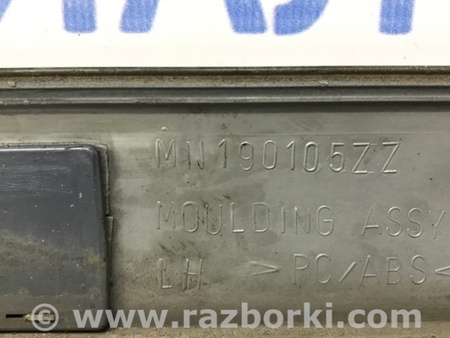 MN190105ZZ
MOULDING ASSY
LH >PC/ABS<
www.razborki.com